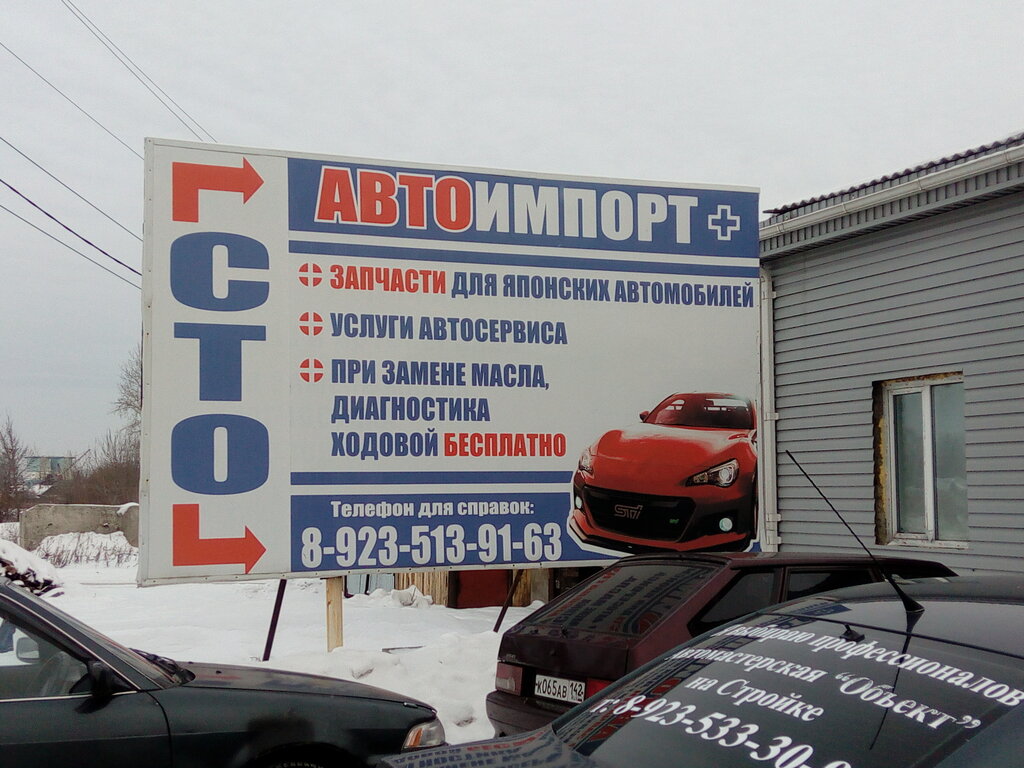 СТО
АВТОИМПОРТ+
ЗАПЧАСТИ ДЛЯ ЯПОНСКИХ АВТОМОБИЛЕЙ
УСЛУГИ АВТОСЕРВИСА
ПРИ ЗАМЕНЕ МАСЛА,
ДИАГНОСТИКА
ХОДОВОЙ БЕСПЛАТНО
Телефон для справок:
8-923-513-91-63
STI
К065АВ 142
профессионалов
Автомастерская "Объект"
на Стройке
т. 8-923-533-30-